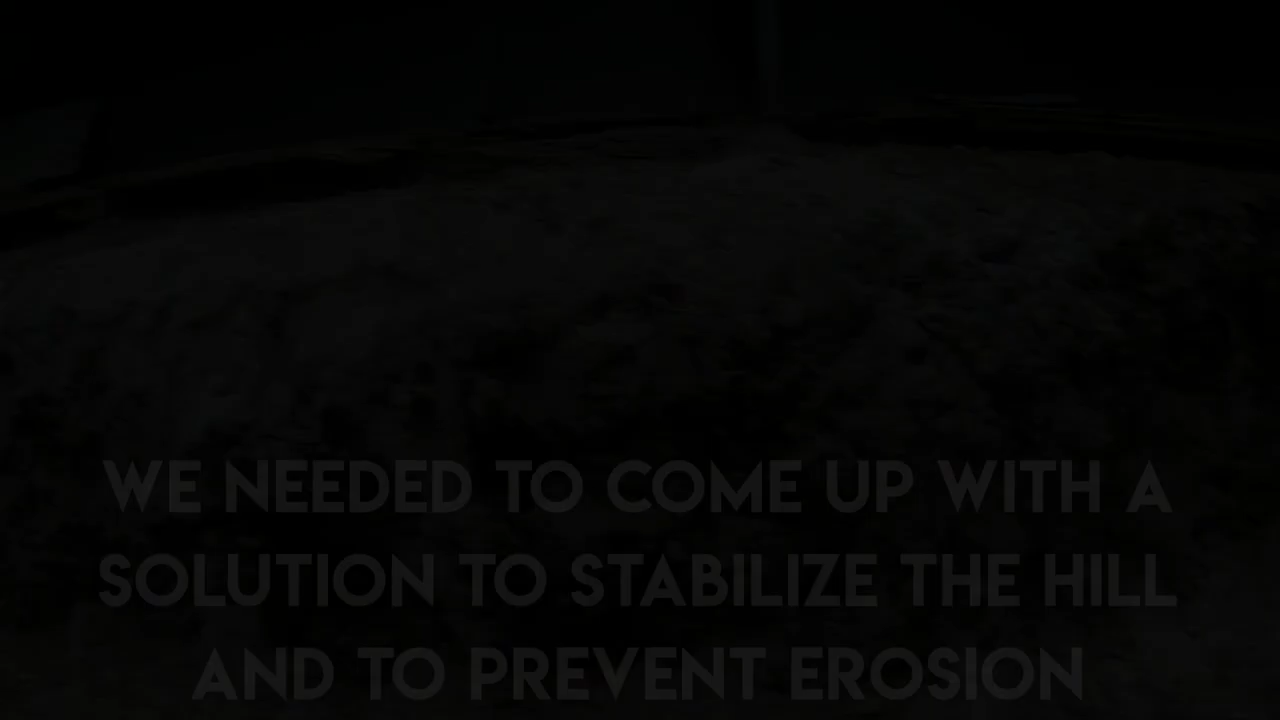 WE NEEDED TO COME UP WITH A
SOLUTION TO STABILIZE THE HILL
AND TO PREVENT EROSION